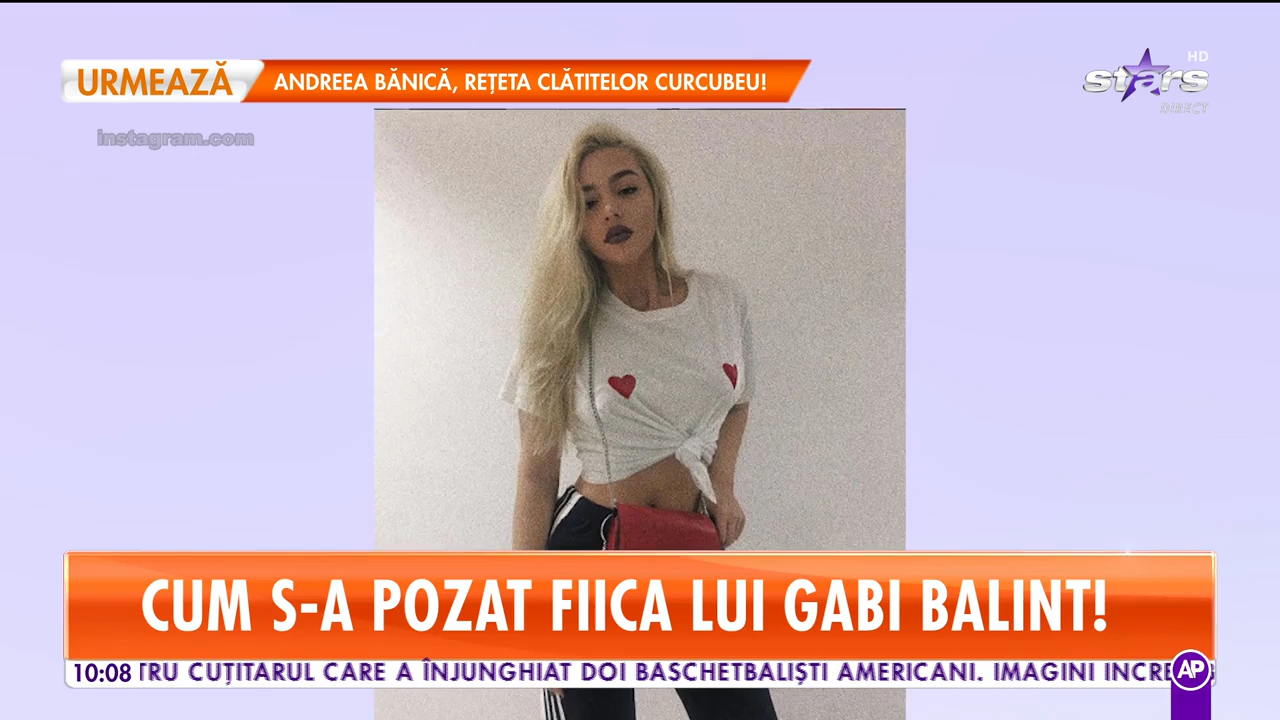 HD
URMEAZĂ
ANDREEA BĂNICĂ, REȚETA CLĂTITELOR CURCUBEU!
stars
DIRECT
instagram.com
CUM S-A POZAT FIICA LUI GABI BALINT!
10:08 TRU CUȚITARUL CARE A ÎNJUNGHIAT DOI BASCHETBALIȘTI AMERICANI. IMAGINI INCRE
AP